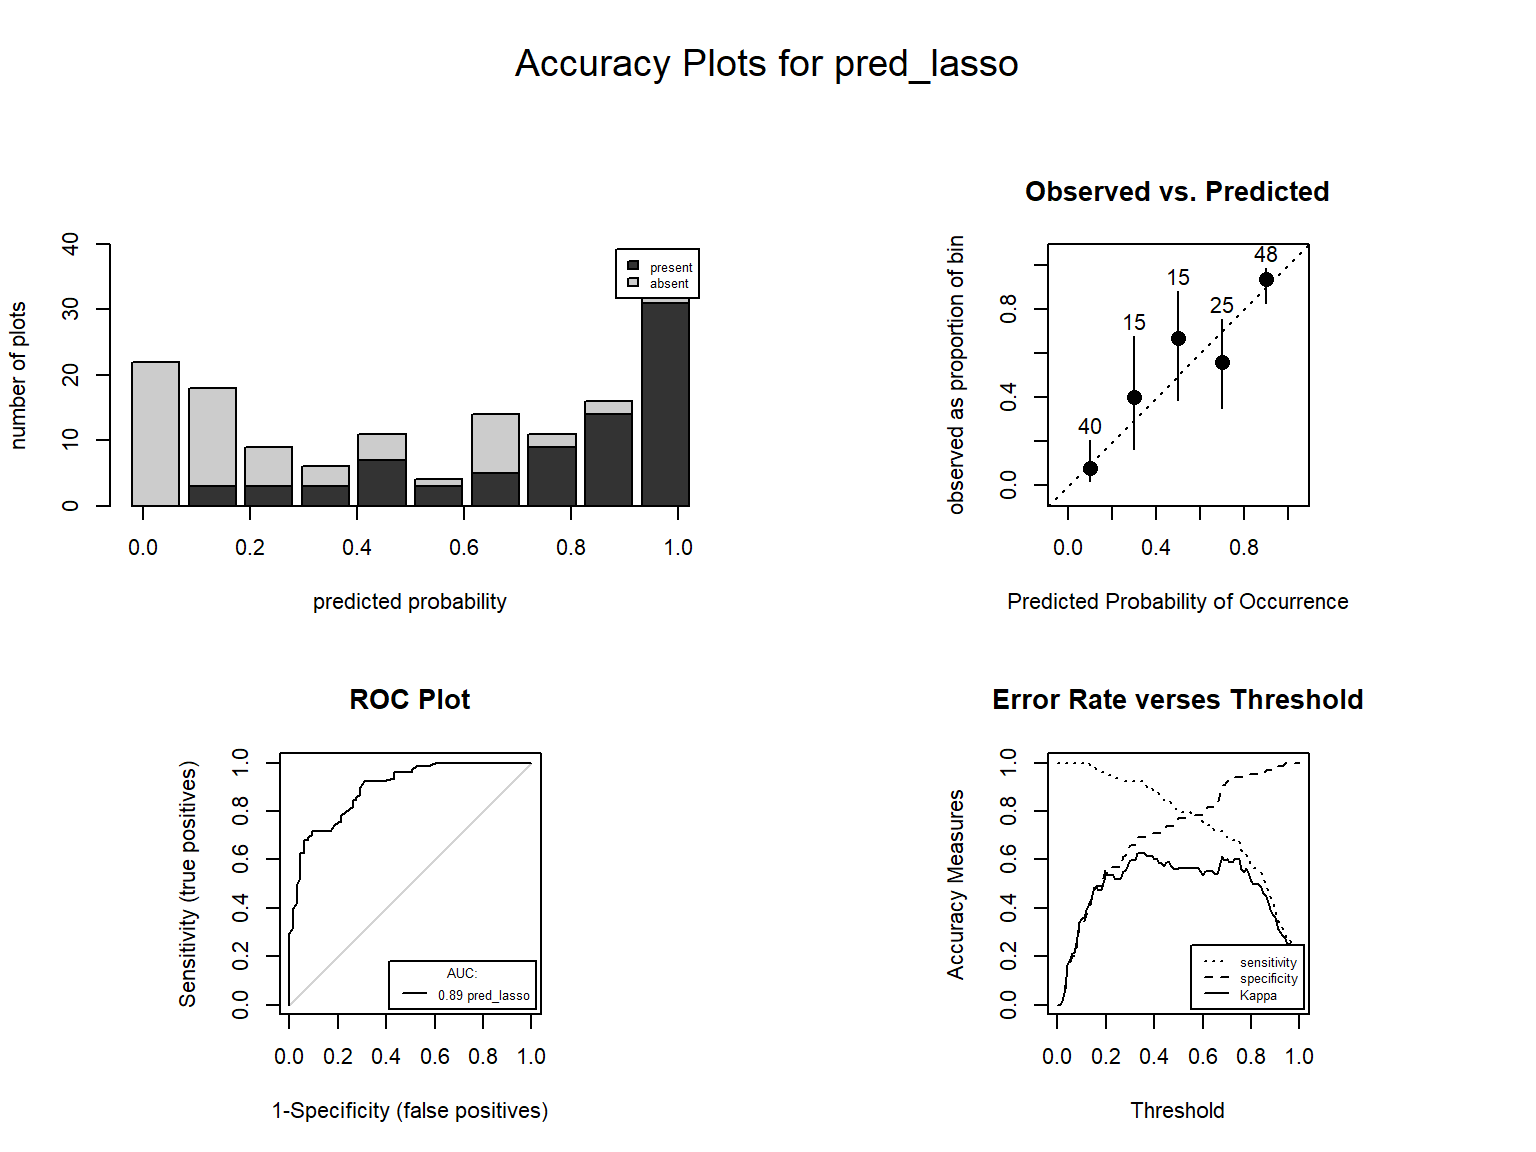 Accuracy Plots for pred_lasso
number of plots
40
30
20
10
0
present
absent
0.0 0.2 0.4 0.6 0.8 1.0
predicted probability
Observed vs. Predicted
observed as proportion of bin
0.8
0.4
0.0
40
15
15
25
48
0.0 0.4 0.8
Predicted Probability of Occurrence
ROC Plot
Sensitivity (true positives)
1.0
0.8
0.6
0.4
0.2
0.0
AUC:
0.89 pred_lasso
0.0 0.2 0.4 0.6 0.8 1.0
1-Specificity (false positives)
Error Rate verses Threshold
Accuracy Measures
1.0
0.8
0.6
0.4
0.2
0.0
sensitivity
specificity
Kappa
0.0 0.2 0.4 0.6 0.8 1.0
Threshold